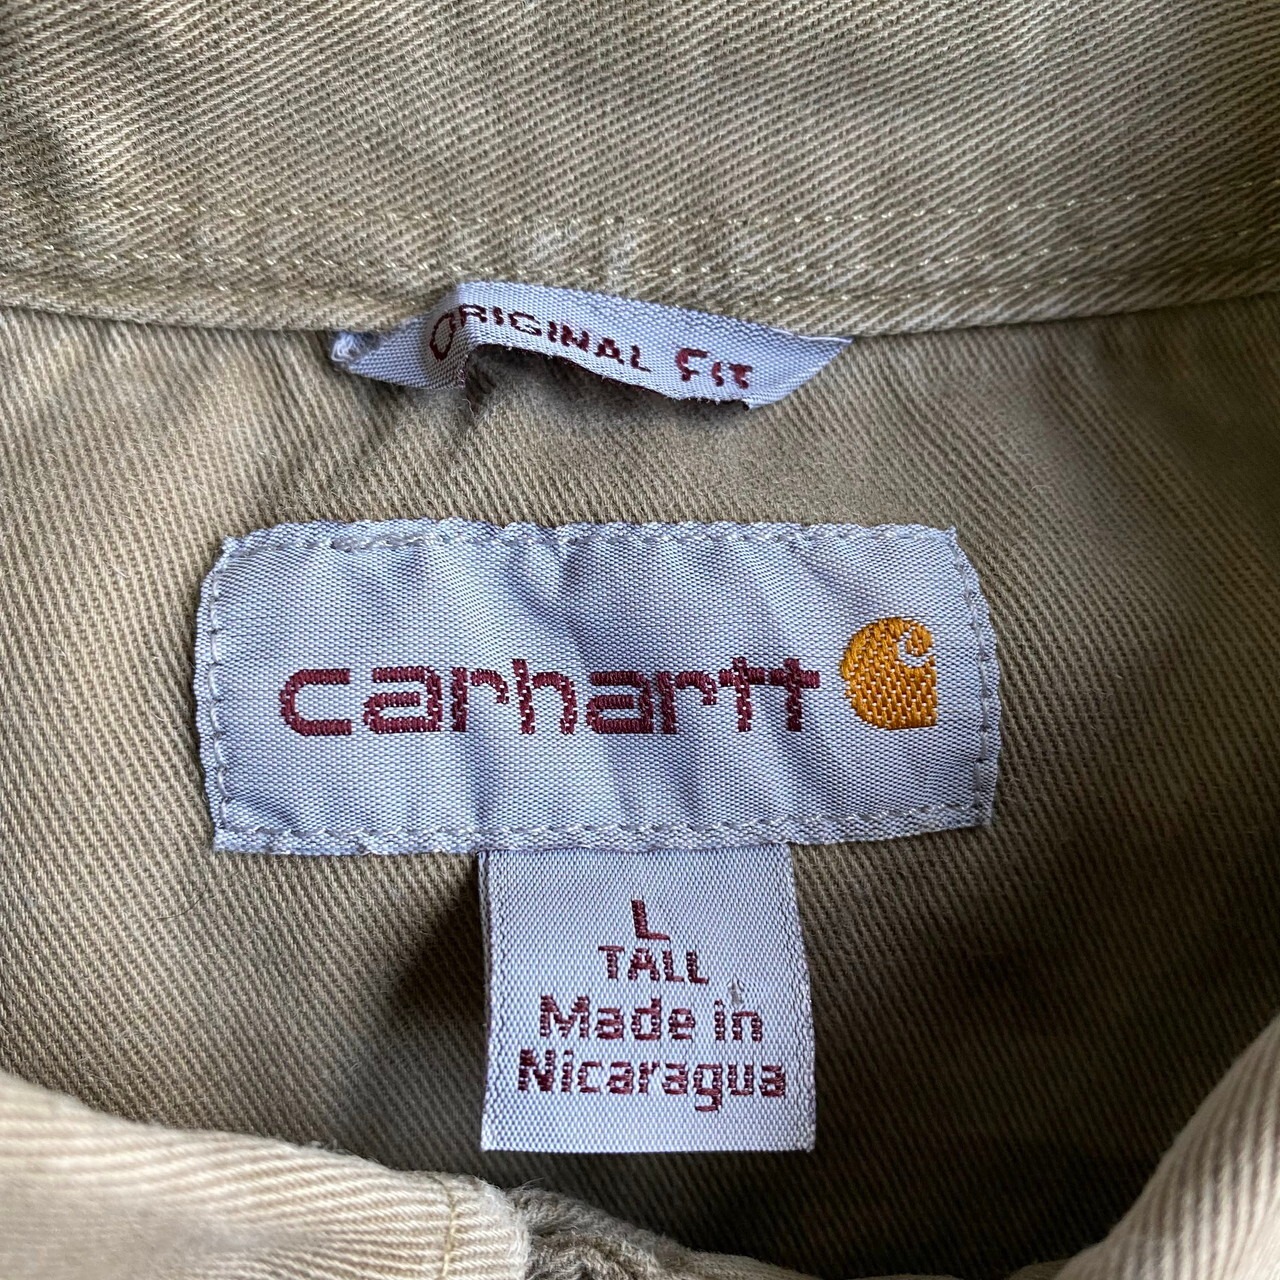 ORIGINAL FIT
carhartt
L
TALL
Made in
Nicaragua